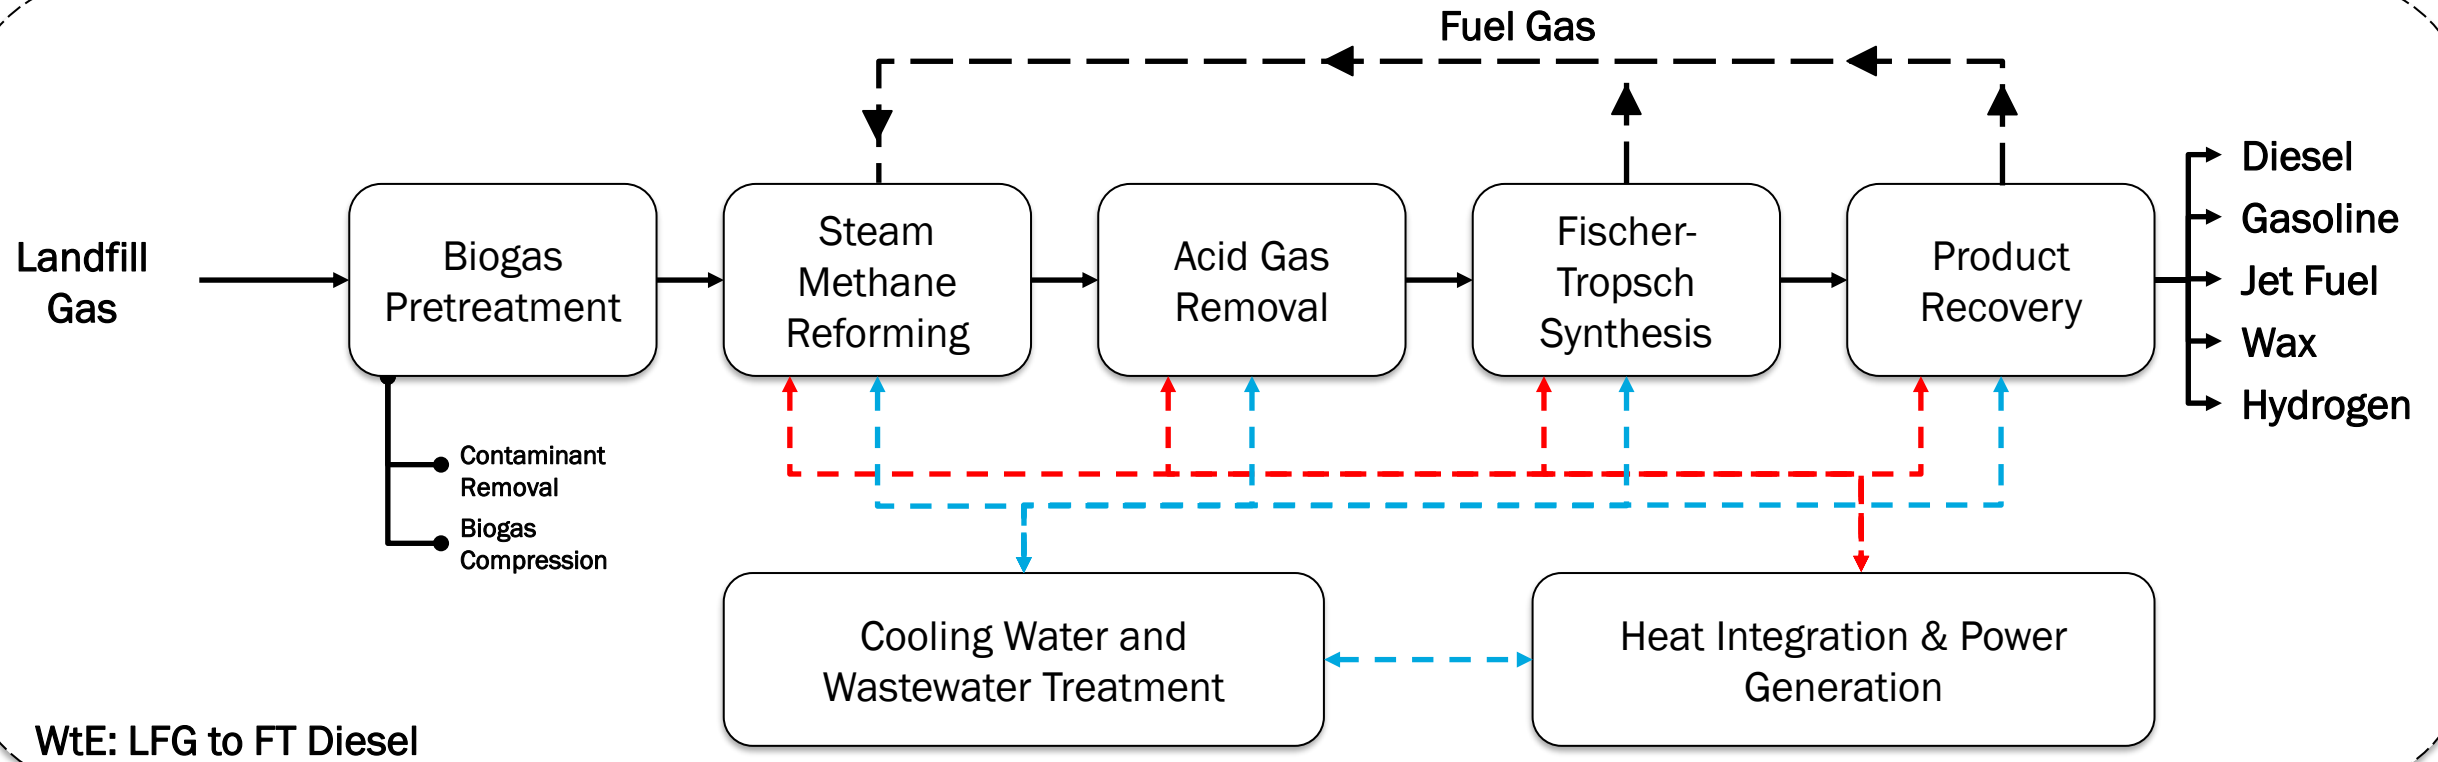 Fuel Gas
Landfill
Gas
Biogas
Pretreatment
Steam
Methane
Reforming
Acid Gas
Removal
Fischer-
Tropsch
Synthesis
Product
Recovery
Diesel
Gasoline
Jet Fuel
Wax
Hydrogen
Contaminant
Removal
Biogas
Compression
Cooling Water and
Wastewater Treatment
Heat Integration & Power
Generation
WtE: LFG to FT Diesel